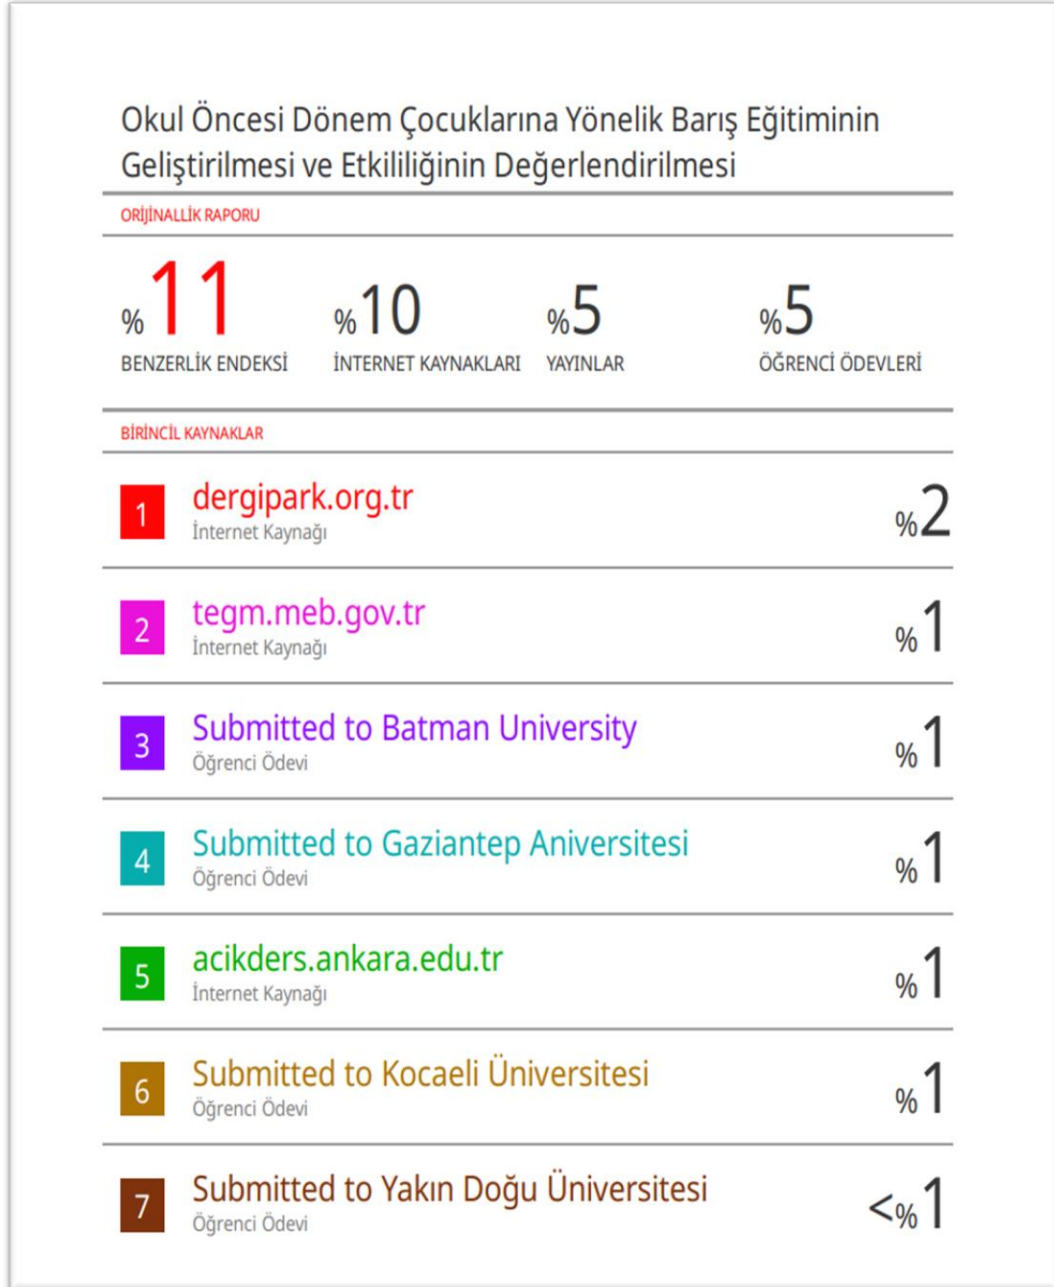 Okul Öncesi Dönem Çocuklarına Yönelik Barış Eğitiminin
Geliştirilmesi ve Etkililiğinin Değerlendirilmesi
ORİJİNALLİK RAPORU
%11 %10 %5 %5
BENZERLİK ENDEKSİ İNTERNET KAYNAKLARI YAYINLAR ÖĞRENCİ ÖDEVLERİ
BİRİNCİL KAYNAKLAR
1 dergipark.org.tr %2
İnternet Kaynağı
2 tegm.meb.gov.tr %1
İnternet Kaynağı
3 Submitted to Batman University %1
Öğrenci Ödevi
4 Submitted to Gaziantep Aniversitesi %1
Öğrenci Ödevi
5 acikders.ankara.edu.tr %1
İnternet Kaynağı
6 Submitted to Kocaeli Üniversitesi %1
Öğrenci Ödevi
7 Submitted to Yakın Doğu Üniversitesi <%1
Öğrenci Ödevi